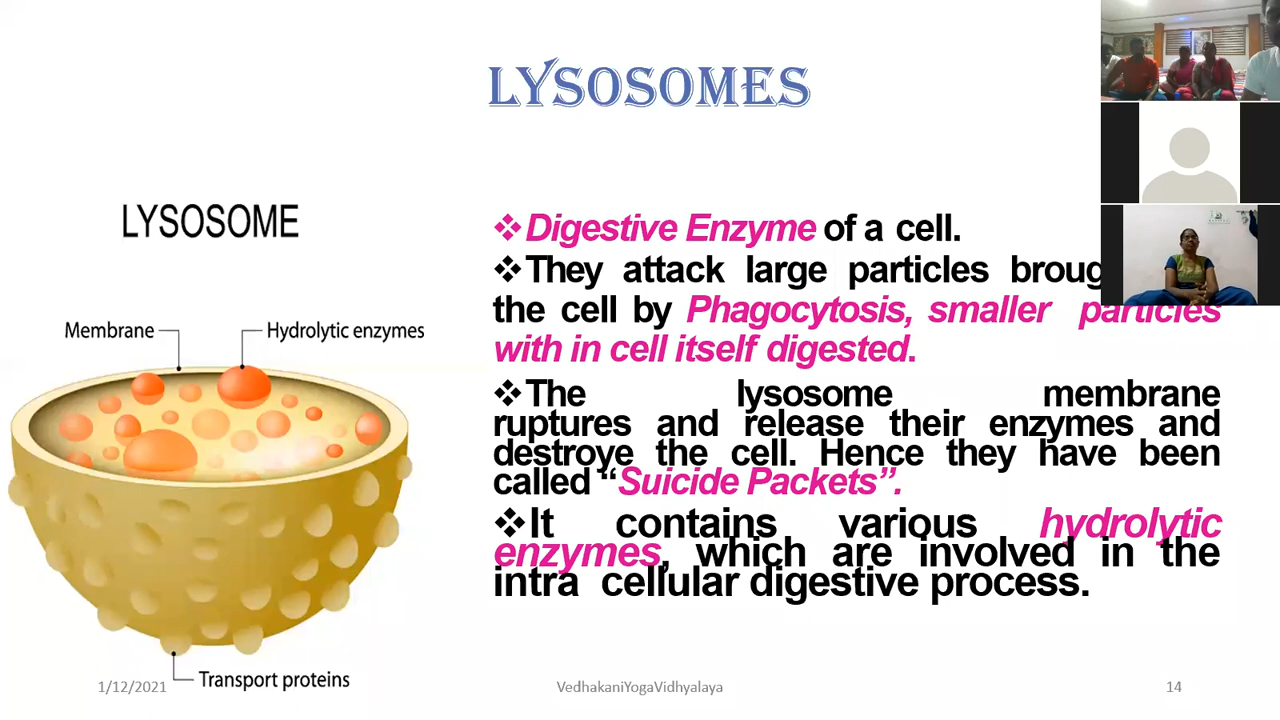 LYSOSOMES
LYSOSOME
Membrane
Hydrolytic enzymes
Transport proteins
❖Digestive Enzyme of a cell.
❖They attack large particles
the cell by Phagocytosis, smaller particles
with in cell itself digested.
❖The lysosome membrane
ruptures and release their enzymes and
destroye the cell. Hence they have been
called “Suicide Packets”.
❖It contains various hydrolytic
enzymes, which are involved in the
intra cellular digestive process.
1/12/2021
VedhakaniYogaVidhyalaya
14